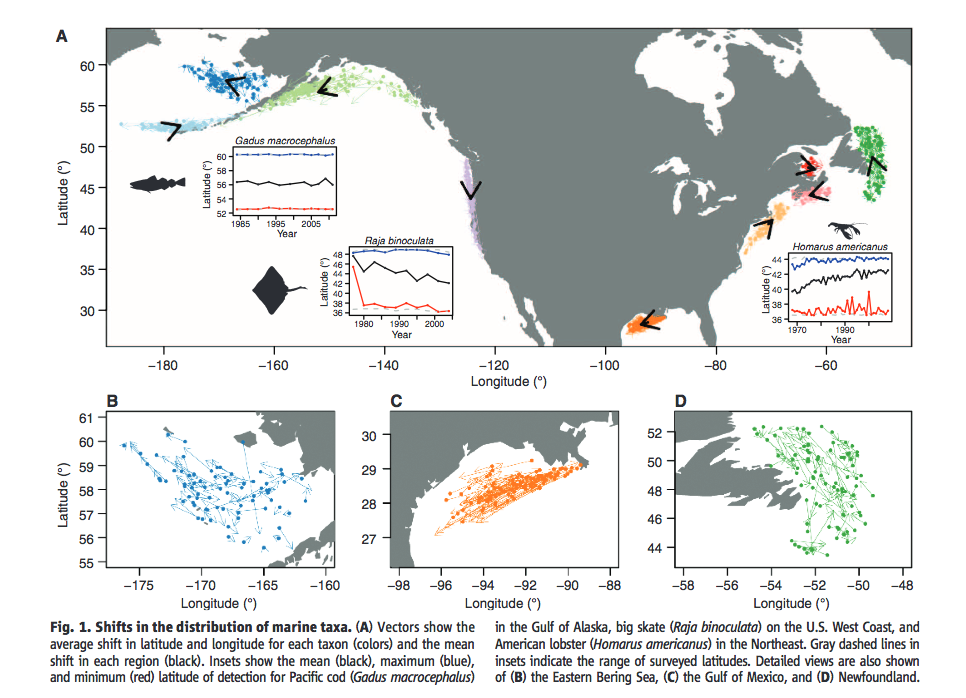 A
60
55
50
45
40
35
30
Latitude (°)
−180
−160
−140
−120
−100
−80
−60
Longitude (°)
Gadus macrocephalus
60
58
56
54
52
Latitude (°)
1985
1995
2005
Year
Raja binoculata
48
46
44
42
40
38
36
Latitude (°)
1980
1990
2000
Year
Homarus americanus
44
42
40
38
36
Latitude (°)
1970
1990
Year
B
61
60
59
58
57
56
55
Latitude (°)
−175
−170
−165
−160
Longitude (°)
C
30
29
28
27
−98
−96
−94
−92
−90
−88
Longitude (°)
D
52
50
48
46
44
−58
−56
−54
−52
−50
−48
Longitude (°)
Fig. 1. Shifts in the distribution of marine taxa. (A) Vectors show the
average shift in latitude and longitude for each taxon (colors) and the mean
shift in each region (black). Insets show the mean (black), maximum (blue),
and minimum (red) latitude of detection for Pacific cod (Gadus macrocephalus)
in the Gulf of Alaska, big skate (Raja binoculata) on the U.S. West Coast, and
American lobster (Homarus americanus) in the Northeast. Gray dashed lines in
insets indicate the range of surveyed latitudes. Detailed views are also shown
of (B) the Eastern Bering Sea, (C) the Gulf of Mexico, and (D) Newfoundland.